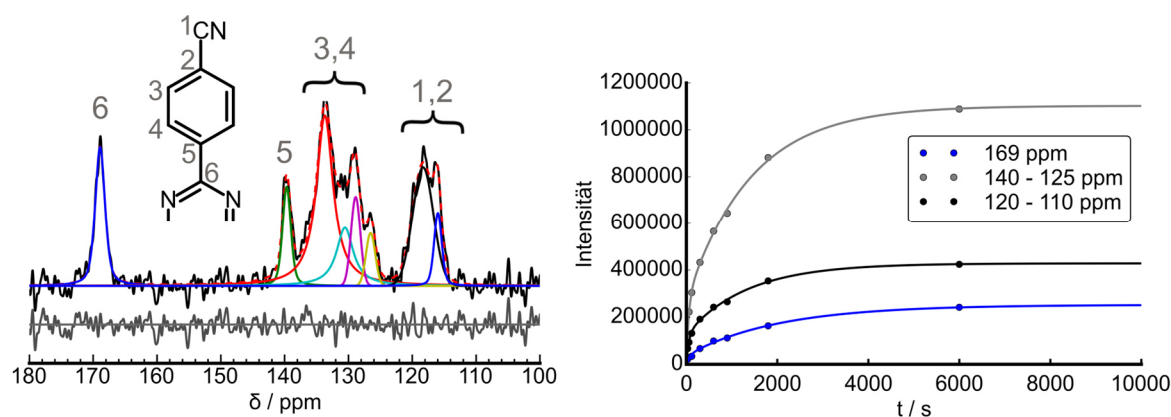 1CN
2
3
4
5
6
N
N
6
5
3,4
1,2
180 170 160 150 140 130 120 110 100
δ / ppm
1200000
1000000
800000
600000
400000
200000
0
Intensität
0 2000 4000 6000 8000 10000
t / s
169 ppm
140 - 125 ppm
120 - 110 ppm